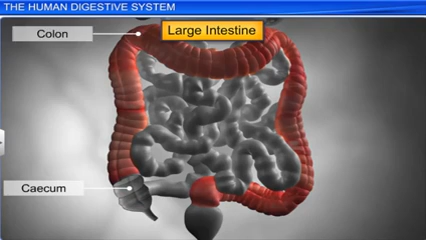 THE HUMAN DIGESTIVE SYSTEM
Colon
Large Intestine
Caecum